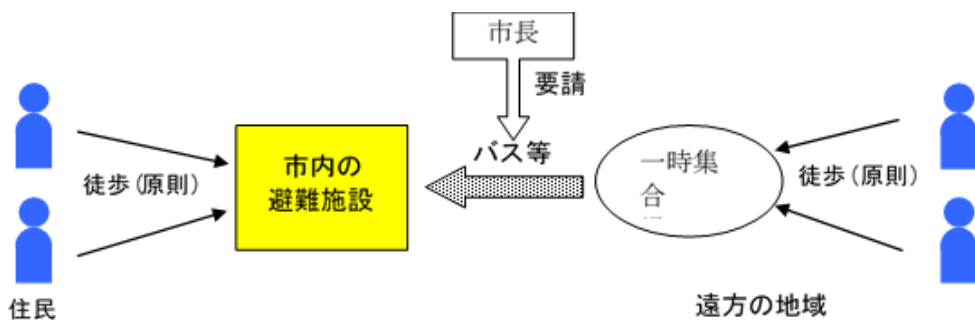 市長
要請
バス等
市内の
避難施設
一時集
合
徒歩(原則)
徒歩(原則)
住民
遠方の地域